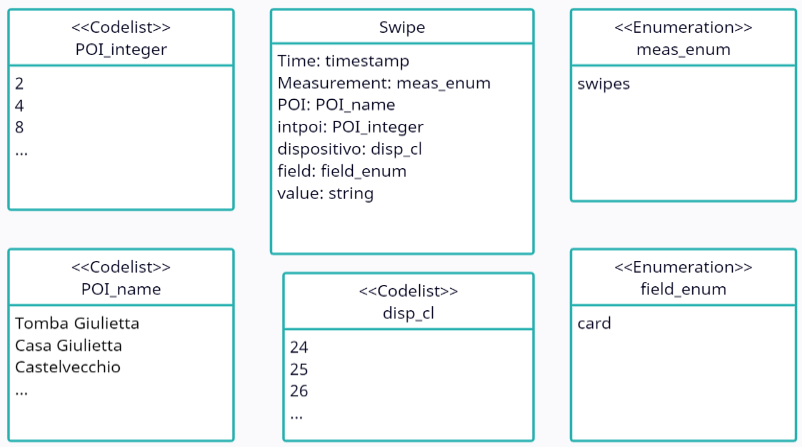 <<Codelist>>
POI_integer
2
4
8
...
Swipe
Time: timestamp
Measurement: meas_enum
POI: POI_name
intpoi: POI_integer
dispositivo: disp_cl
field: field_enum
value: string
<<Enumeration>>
meas_enum
swipes
<<Codelist>>
POI_name
Tomba Giulietta
Casa Giulietta
Castelvecchio
...
<<Codelist>>
disp_cl
24
25
26
...
<<Enumeration>>
field_enum
card